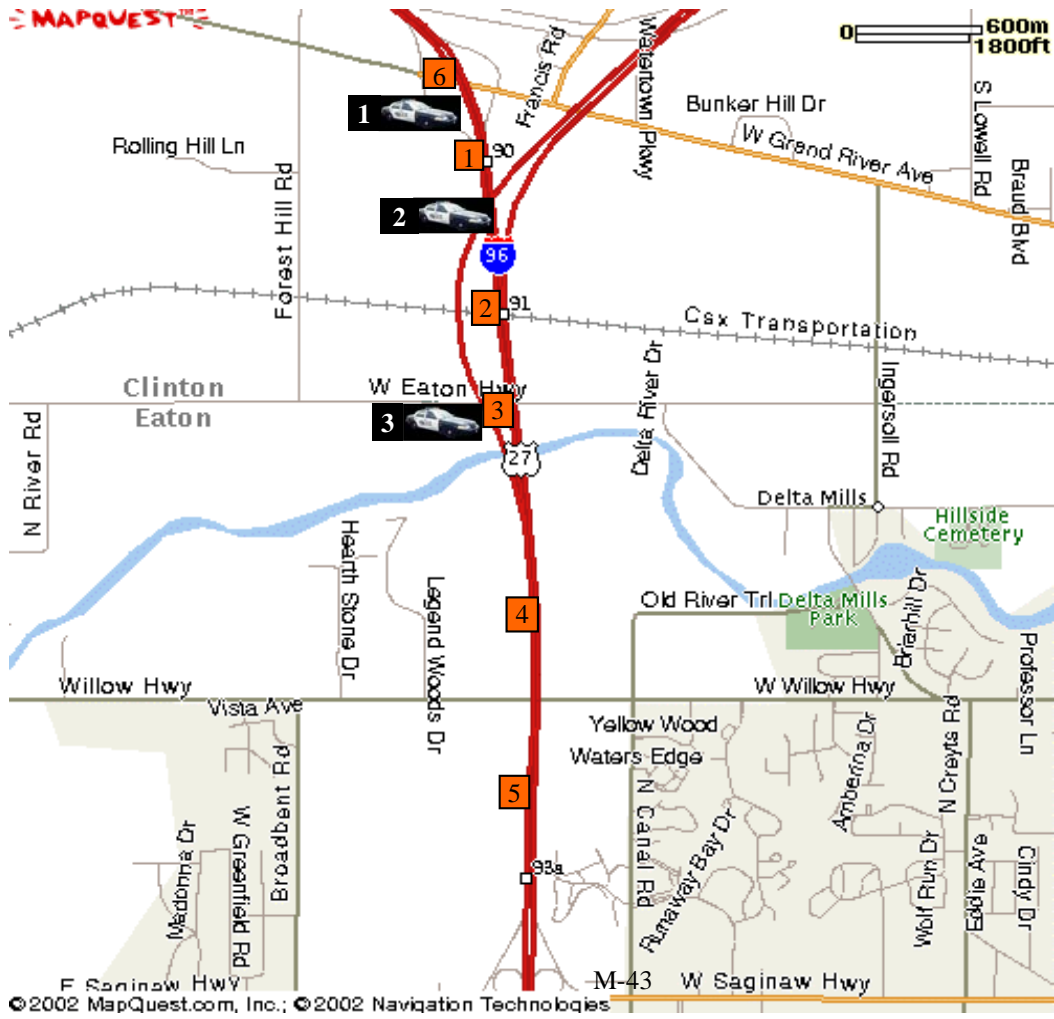 MAPQUEST™
0 600m
1800ft
6
Francis Rd
Watertown Pkwy
S Lowell Rd
1
Bunker Hill Dr
W Grand River Ave
Rolling Hill Ln
1 90
Braud Blvd
Forest Hill Rd
2
96
2 91
Csx Transportation
Clinton
Eaton
W Eaton Hwy
3
3
Delta River Dr
Ingersoll Rd
27
N River Rd
Delta Mills
Hillside
Cemetery
Hearth Stone Dr
Legend Woods Dr
4
Old River Trl
Delta Mills
Park
Briarhill Dr
Professor Ln
Willow Hwy
W Willow Hwy
Vista Ave
Yellow Wood
Waters Edge
Amberina Dr
N Creyts Rd
Broadbent Rd
5
N Canal Rd
W Greenfield Rd
Madonna Dr
Runaway Bay Dr
Wolf Run Dr
Eddie Ave
Cindy Dr
93a
E Saginaw Hwy
M-43
W Saginaw Hwy
©2002 MapQuest.com, Inc.; ©2002 Navigation Technologies